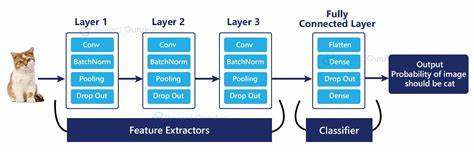 Layer 1
Conv
BatchNorm
Pooling
Drop Out
Layer 2
Conv
BatchNorm
Pooling
Drop Out
Layer 3
Conv
BatchNorm
Pooling
Drop Out
Fully
Connected Layer
Flatten
Dense
Drop Out
Dense
Output
Probability of image
should be cat
Feature Extractors
Classifier